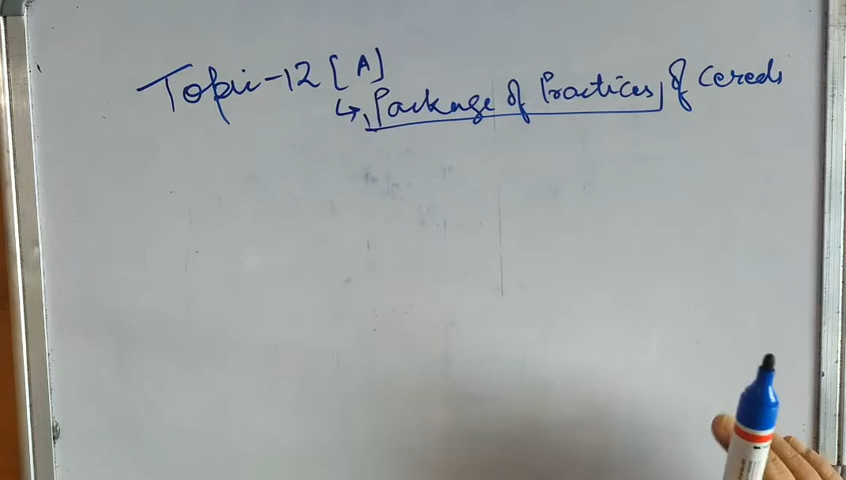 Topic-12 [A]
↳ Package of Practices of Cereals